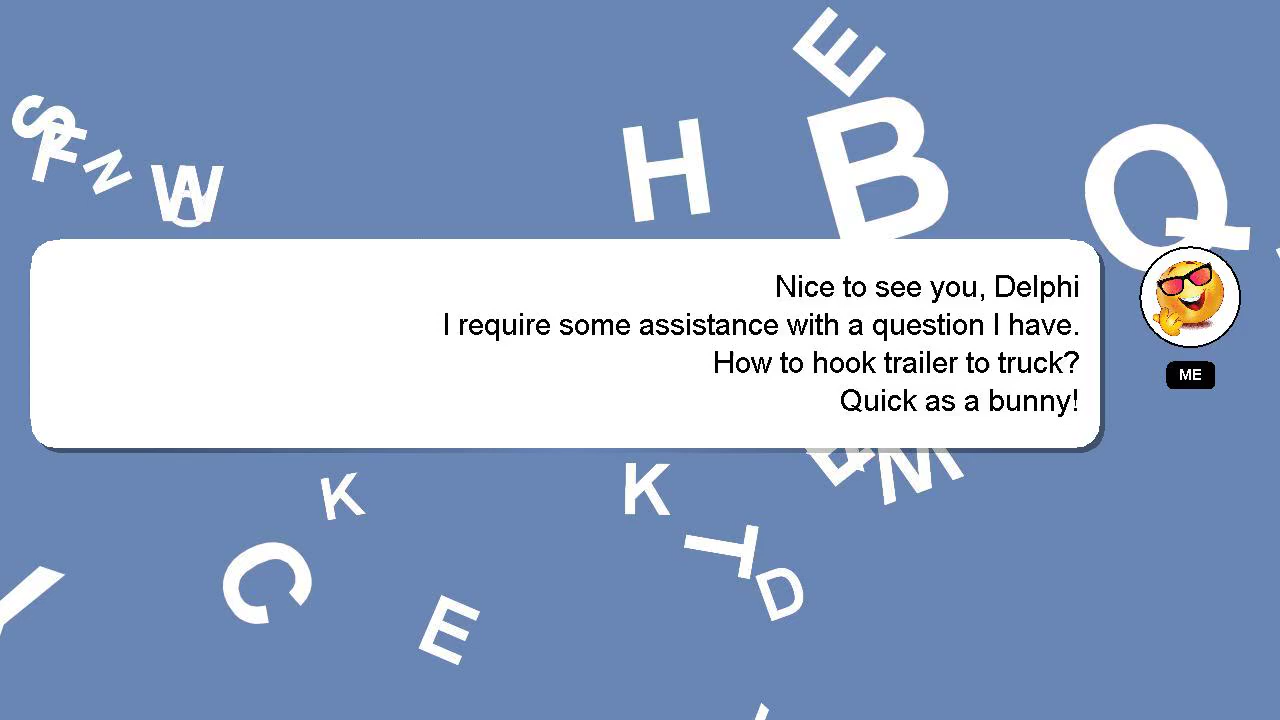 E
S
F
N
W
A
H
B
Q
Nice to see you, Delphi
I require some assistance with a question I have.
How to hook trailer to truck?
Quick as a bunny!
ME
K
K
M
T
D
C
E